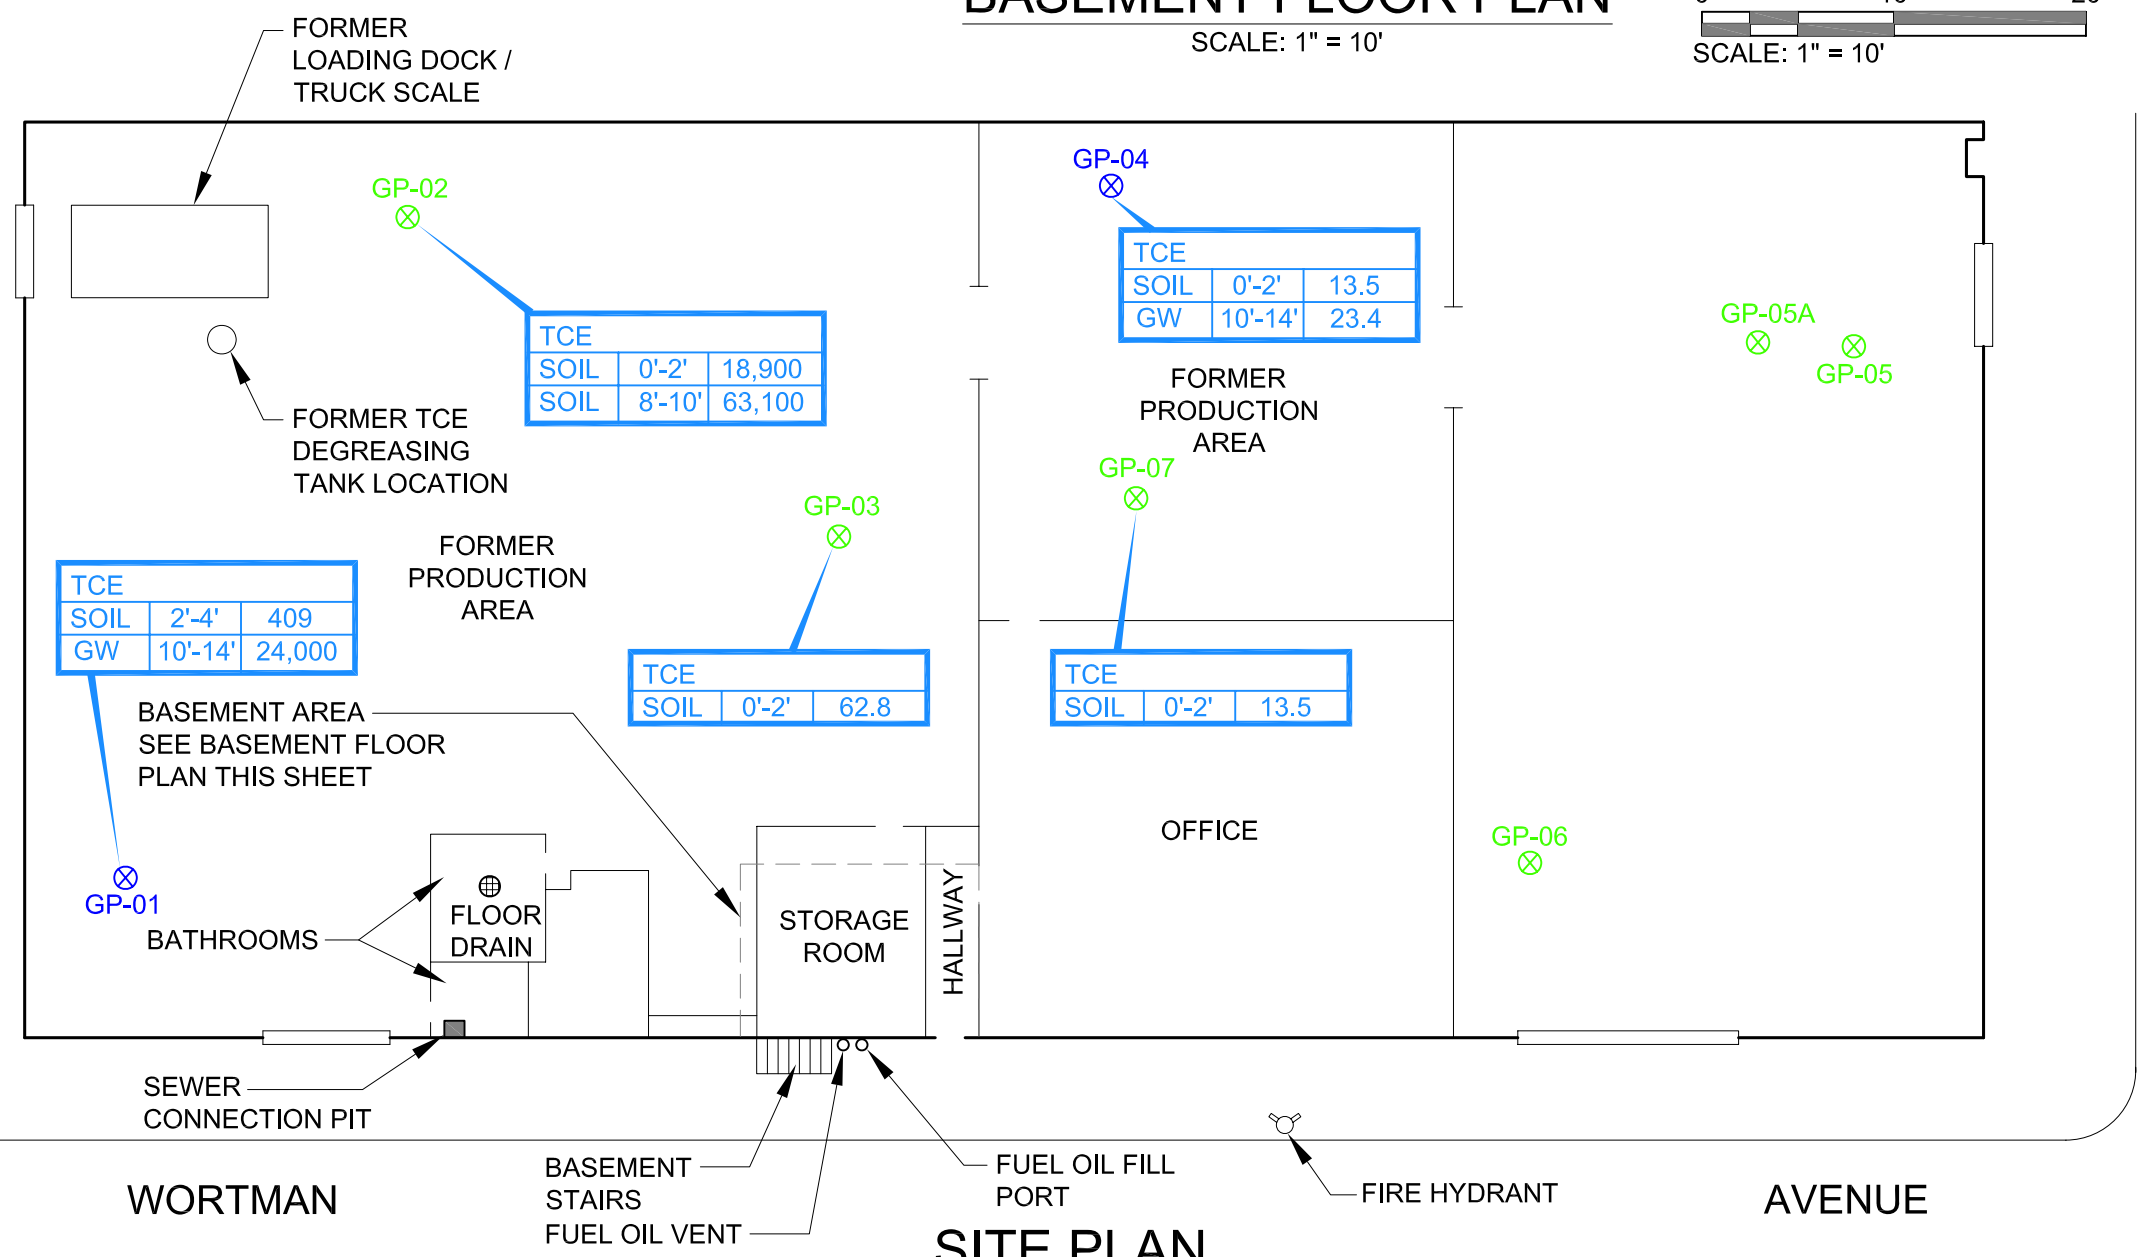 BASEMENT FLOOR PLAN
SCALE: 1" = 10'
0 10 20
SCALE: 1" = 10'
FORMER
LOADING DOCK /
TRUCK SCALE
GP-02
TCE
SOIL 0'-2' 18,900
SOIL 8'-10' 63,100
GP-04
TCE
SOIL 0'-2' 13.5
GW 10'-14' 23.4
GP-05A
GP-05
FORMER TCE
DEGREASING
TANK LOCATION
FORMER
PRODUCTION
AREA
GP-07
GP-03
FORMER
PRODUCTION
AREA
TCE
SOIL 2'-4' 409
GW 10'-14' 24,000
TCE
SOIL 0'-2' 62.8
TCE
SOIL 0'-2' 13.5
BASEMENT AREA
SEE BASEMENT FLOOR
PLAN THIS SHEET
OFFICE
GP-06
GP-01
BATHROOMS
FLOOR
DRAIN
STORAGE
ROOM
HALLWAY
SEWER
CONNECTION PIT
BASEMENT
STAIRS
FUEL OIL VENT
FUEL OIL FILL
PORT
FIRE HYDRANT
WORTMAN
AVENUE
SITE PLAN